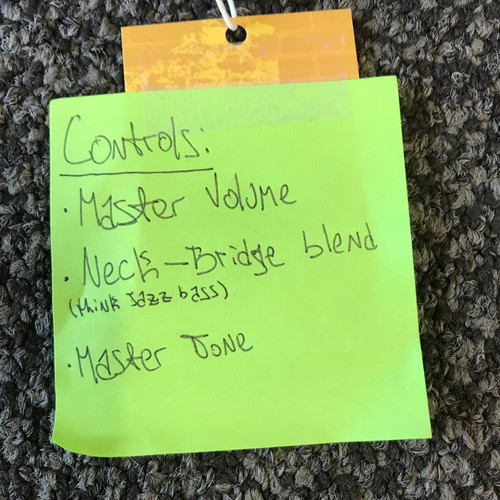 Controls:
· Master Volume
· Neck-Bridge blend
(think Jazz bass)
· Master Tone